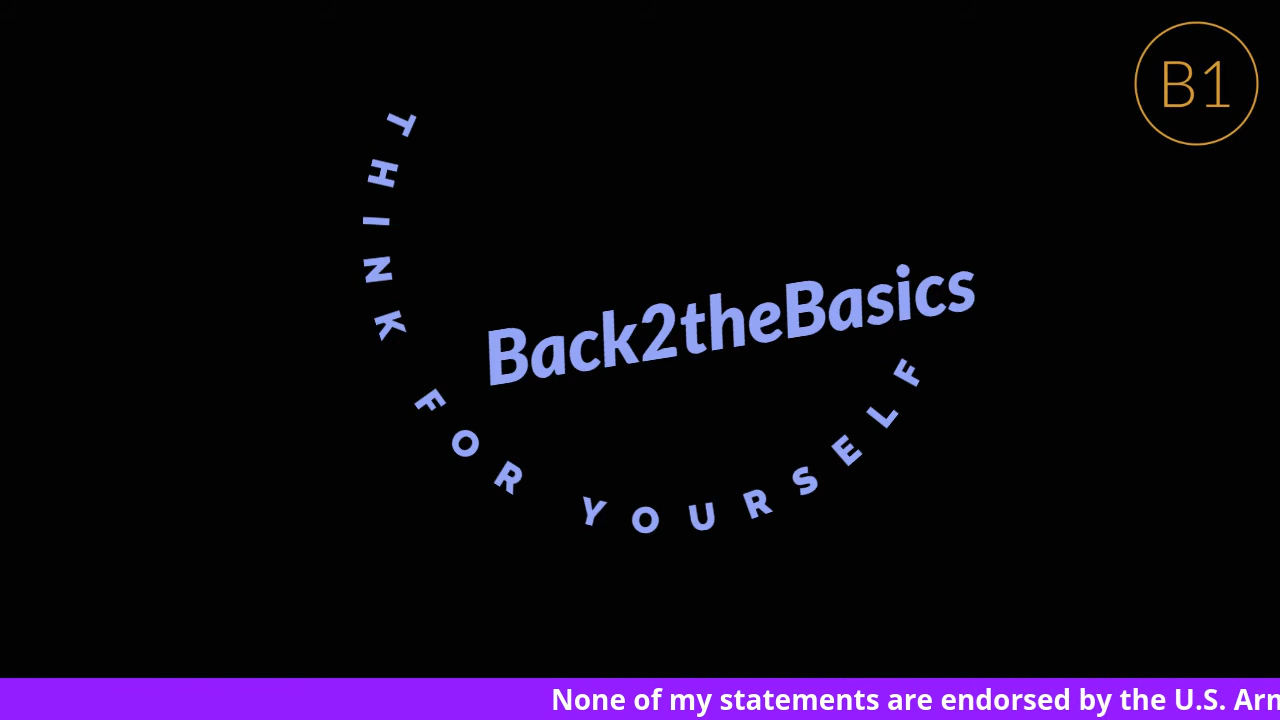 B1
THINK FOR YOURSELF
Back2theBasics
None of my statements are endorsed by the U.S.